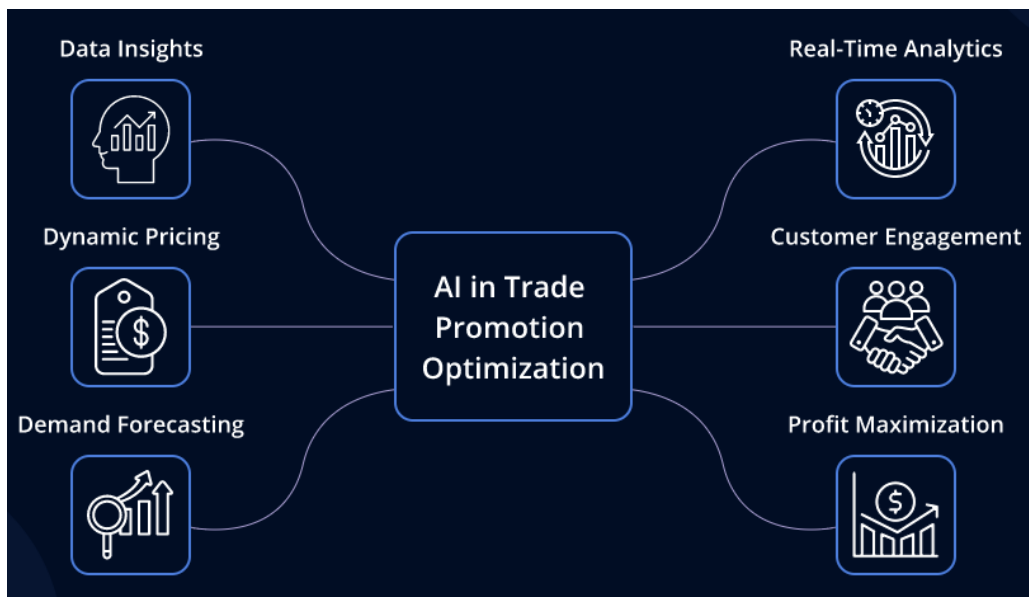 Data Insights
Real-Time Analytics
Dynamic Pricing
Customer Engagement
AI in Trade
Promotion
Optimization
Demand Forecasting
Profit Maximization
$
$